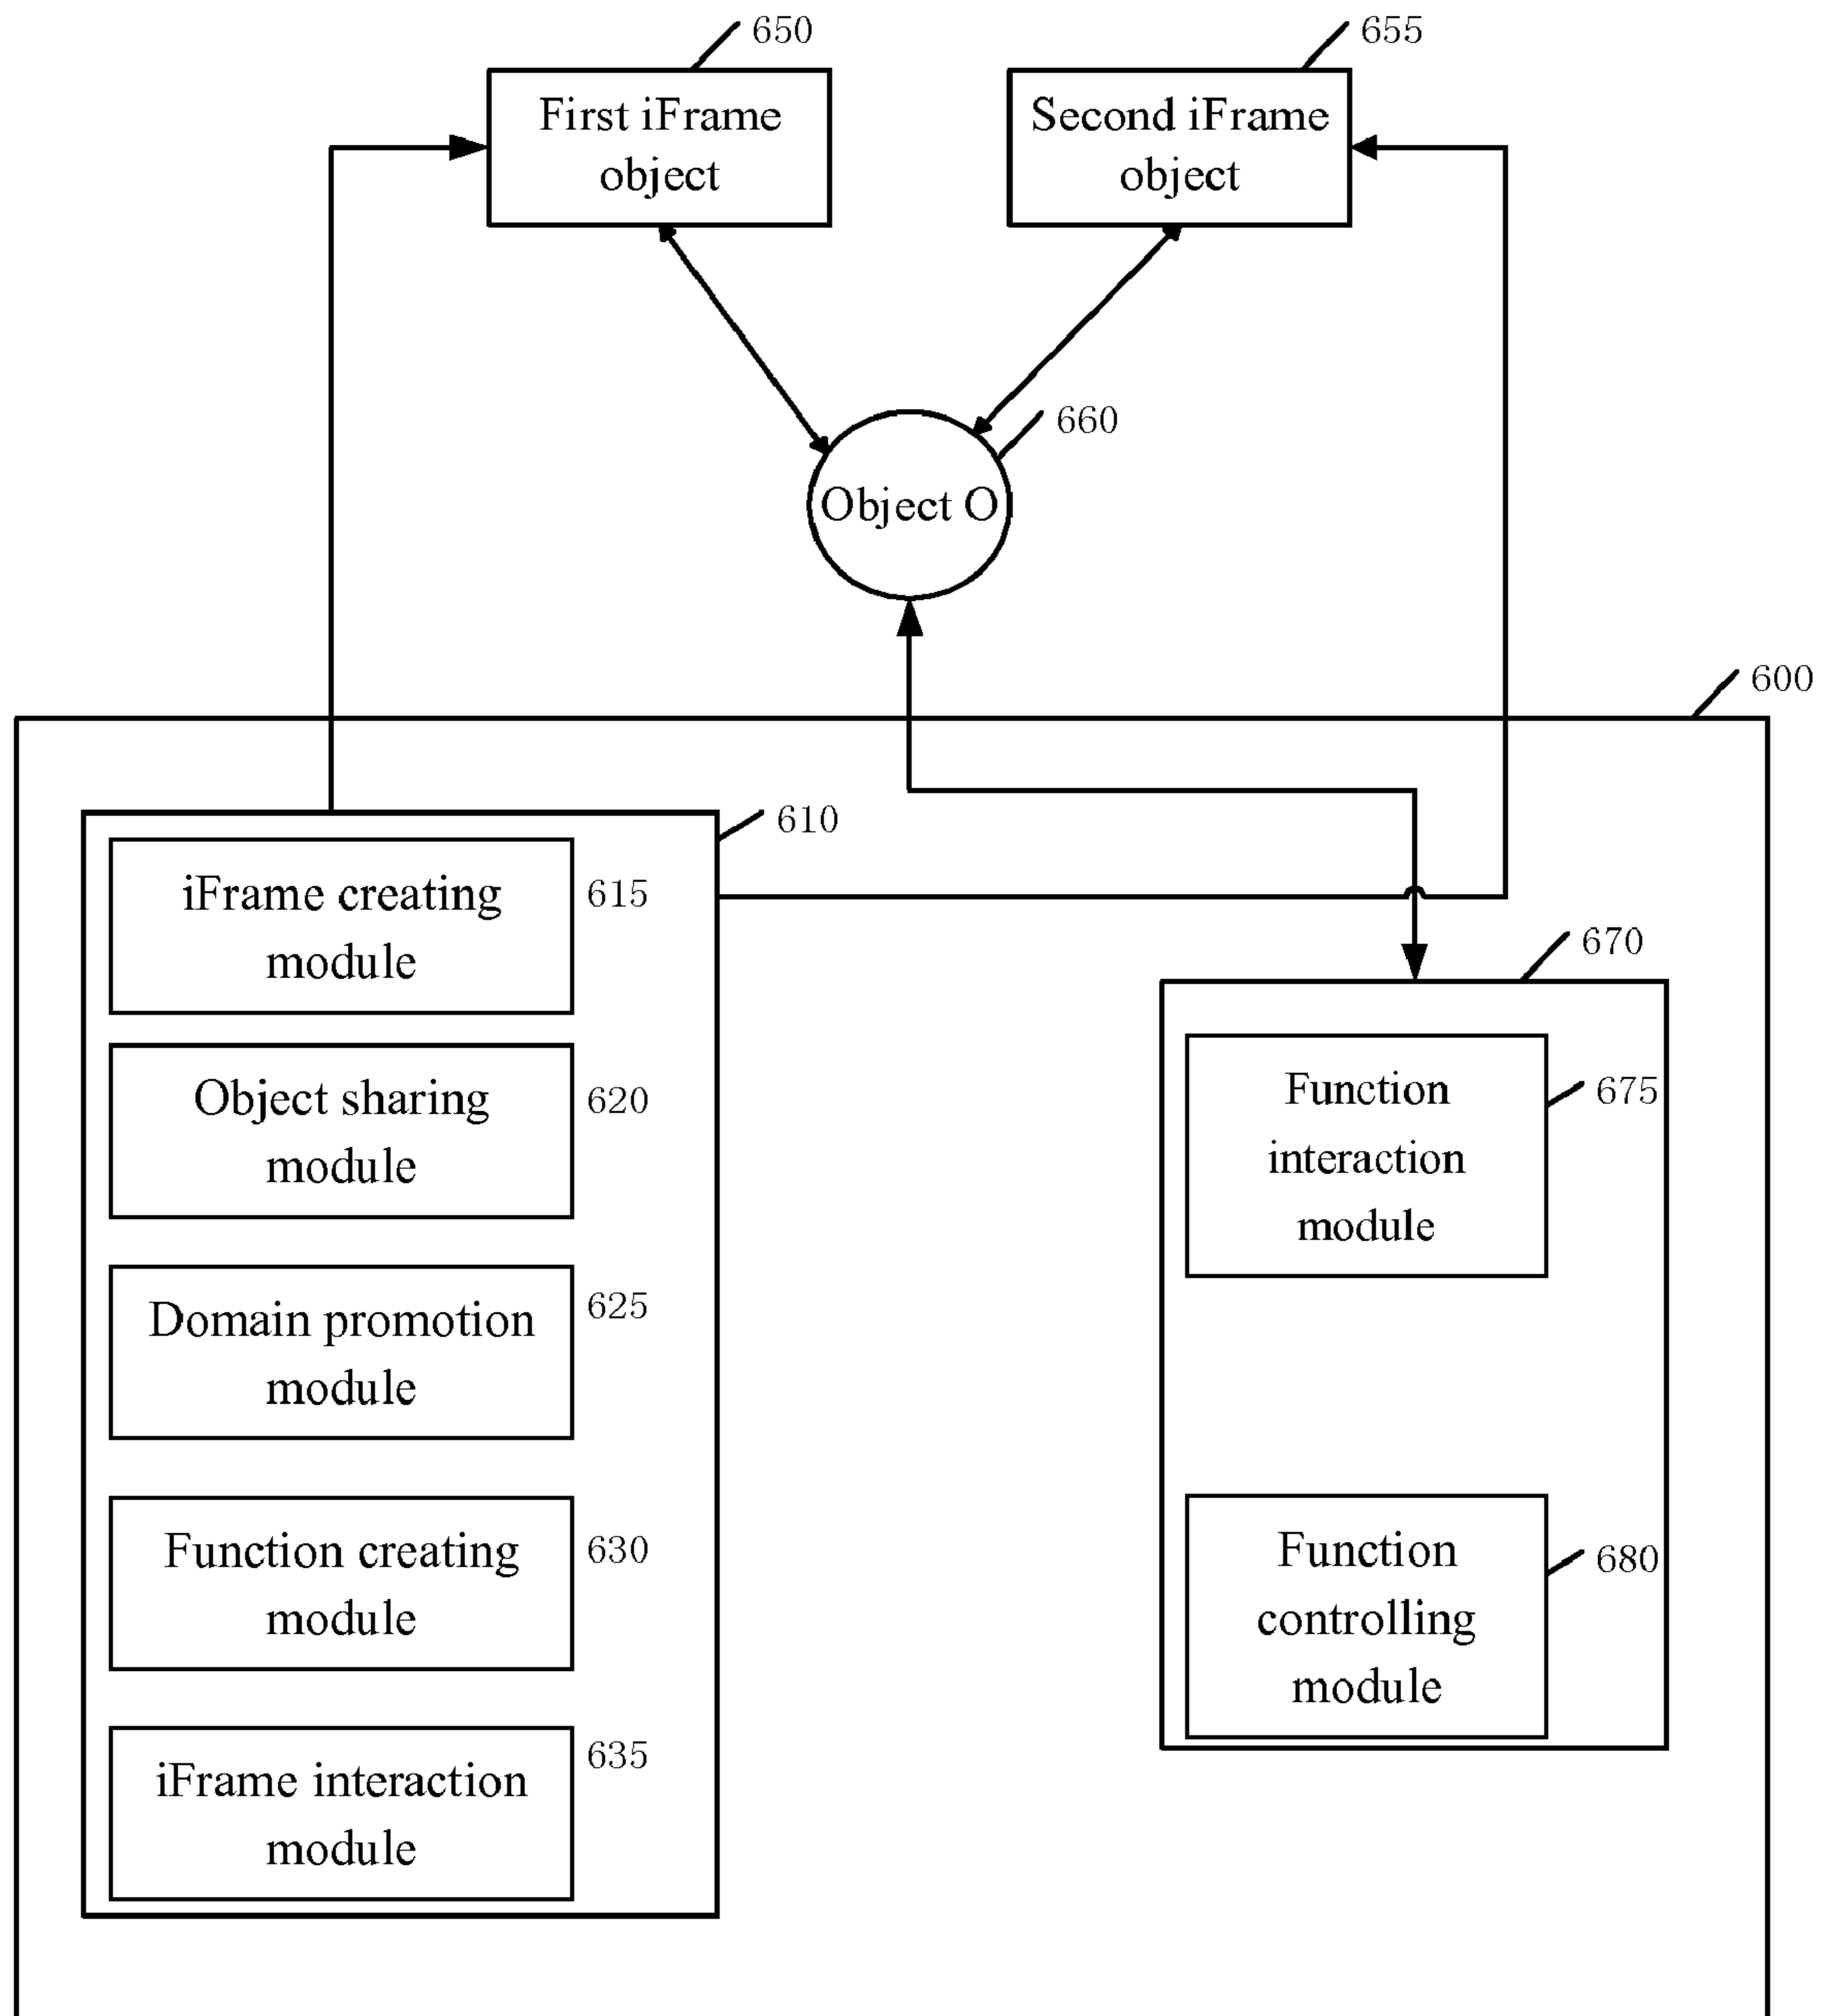 650
655
First iFrame
object
Second iFrame
object
660
Object O
600
610
iFrame creating
module
615
670
Object sharing
module
620
Function
interaction
module
675
Domain promotion
module
625
Function creating
module
630
Function
controlling
module
680
iFrame interaction
module
635